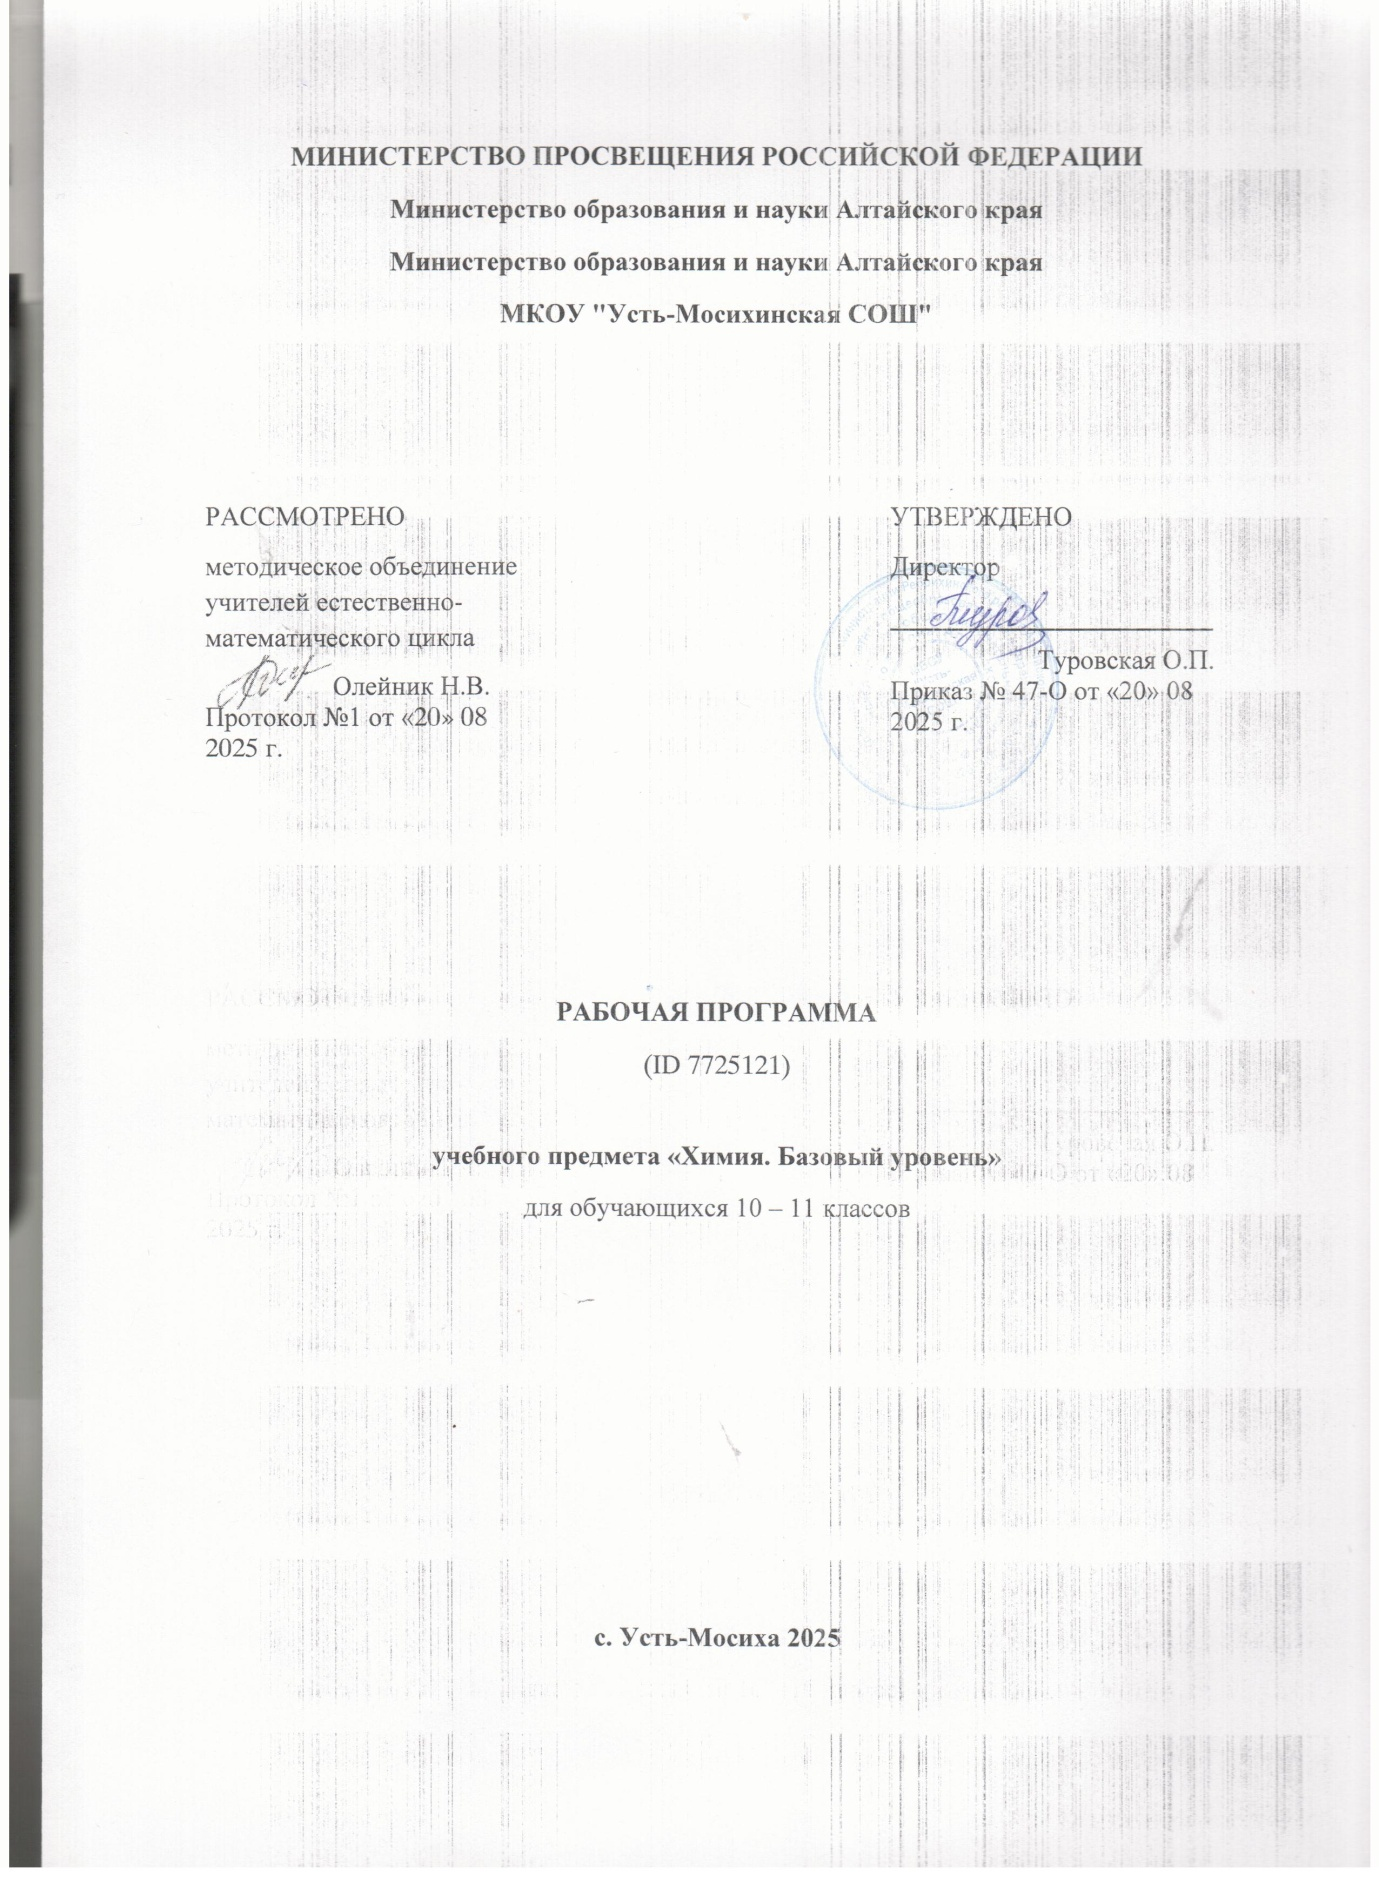 МИНИСТЕРСТВО ПРОСВЕЩЕНИЯ РОССИЙСКОЙ ФЕДЕРАЦИИ
Министерство образования и науки Алтайского края
Министерство образования и науки Алтайского края
МКОУ "Усть-Мосихинская СОШ"
РАССМОТРЕНО
методическое объединение
учителей естественно-
математического цикла
Олейник Н.В.
Протокол №1 от «20» 08
2025 г.
УТВЕРЖДЕНО
Директор
Туровская О.П.
Приказ № 47-О от «20» 08
2025 г.
РАБОЧАЯ ПРОГРАММА
(ID 7725121)
учебного предмета «Химия. Базовый уровень»
для обучающихся 10 – 11 классов
с. Усть-Мосиха 2025